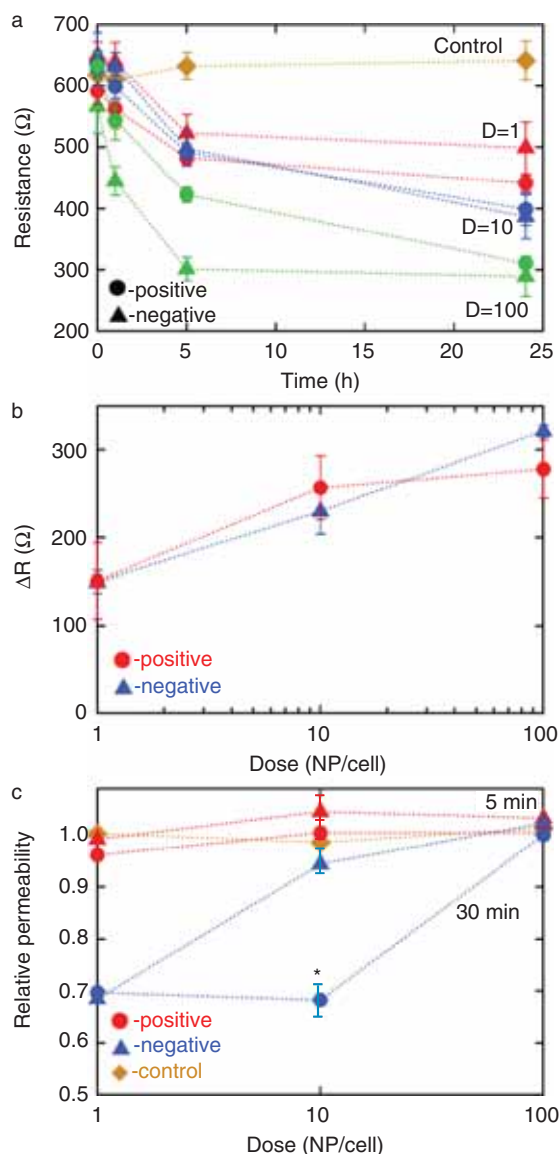 a
700
600
500
400
300
200
Resistance (Ω)
Control
D=1
D=10
D=100
-positive
-negative
0
5
10
15
20
25
Time (h)
b
300
200
100
0
ΔR (Ω)
-positive
-negative
1
10
100
Dose (NP/cell)
c
1.0
0.9
0.8
0.7
0.6
0.5
Relative permeability
5 min
30 min
*
-positive
-negative
-control
1
10
100
Dose (NP/cell)